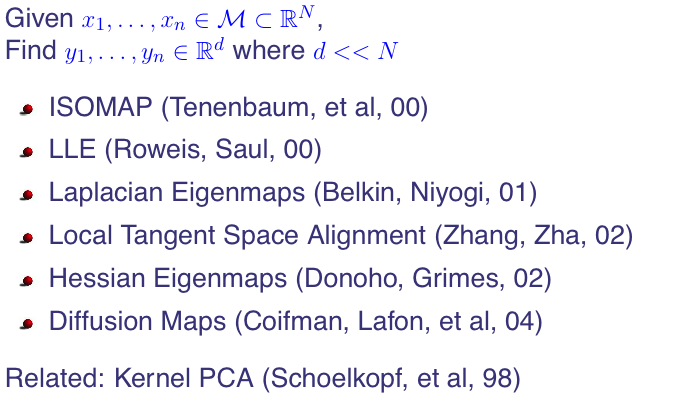 Given $x_1, \ldots, x_n \in \mathcal{M} \subset \mathbb{R}^N$,
Find $y_1, \ldots, y_n \in \mathbb{R}^d$ where $d << N$
ISOMAP (Tenenbaum, et al, 00)
LLE (Roweis, Saul, 00)
Laplacian Eigenmaps (Belkin, Niyogi, 01)
Local Tangent Space Alignment (Zhang, Zha, 02)
Hessian Eigenmaps (Donoho, Grimes, 02)
Diffusion Maps (Coifman, Lafon, et al, 04)
Related: Kernel PCA (Schoelkopf, et al, 98)